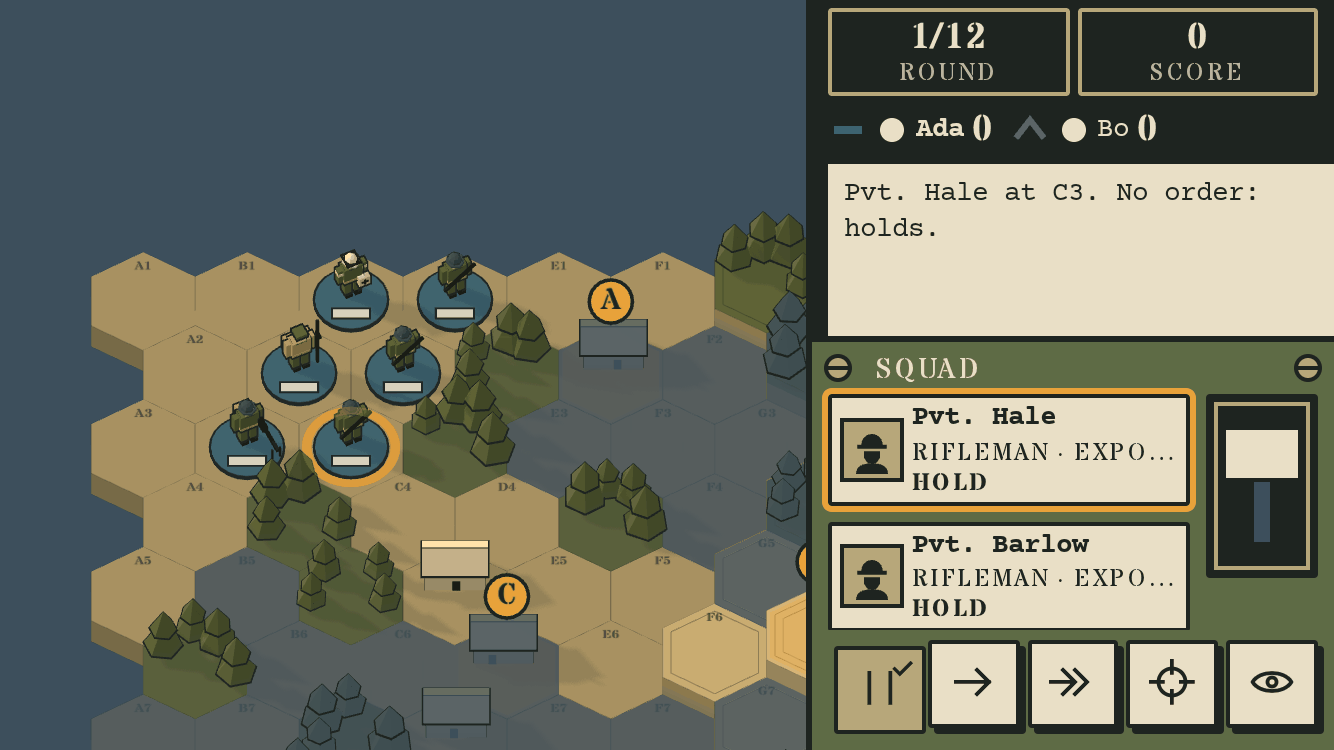 1/12
ROUND
0
SCORE
Ada 0
Bo 0
Pvt. Hale at C3. No order:
holds.
SQUAD
Pvt. Hale
RIFLEMAN · EXPO...
HOLD
Pvt. Barlow
RIFLEMAN · EXPO...
HOLD
A1
B1
E1
F1
A
A2
F2
A3
E3
F3
G3
A4
C4
D4
F4
A5
B5
E5
F5
G5
C
B6
C6
E6
F6
A7
B7
E7
F7
G7